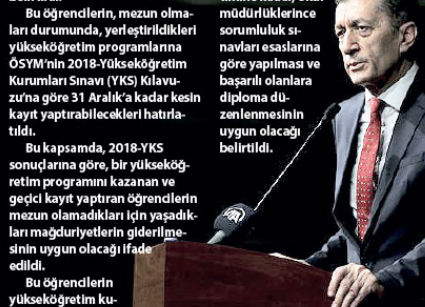 Bu öğrencilerin, mezun olma-
ları durumunda, yerleştirildikleri
yükseköğretim programlarına
ÖSYM'nin 2018-Yükseköğretim
Kurumları Sınavı (YKS) Kılavu-
zu'na göre 31 Aralık'a kadar kesin
kayıt yaptırabilecekleri hatırla-
tıldı.
Bu kapsamda, 2018-YKS
sonuçlarına göre, bir yükseköğ-
retim programını kazanan ve
geçici kayıt yaptıran öğrencilerin
mezun olamadıkları için yaşadık-
ları mağduriyetlerin giderilme-
sinin uygun olacağı ifade
edildi.
Bu öğrencilerin
yükseköğretim ku-
müdürlüklerince
sorumluluk sı-
navları esaslarına
göre yapılması ve
başarılı olanlara
diploma dü-
zenlenmesinin
uygun olacağı
belirtildi.